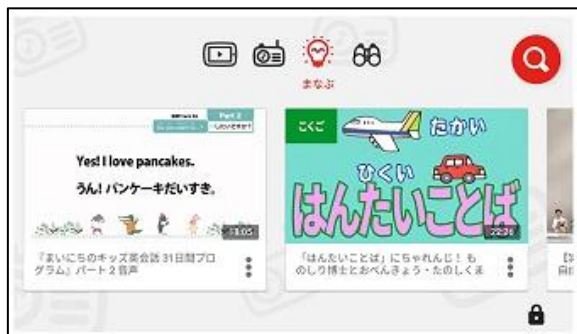 まなぶ
Part 2
Yes! I love pancakes.
うん! パンケーキだいすき。
18:05
『まいにちのキッズ英会話 31日間プロ
グラム』パート2 音声
こくご
たかい
ひくい
はんたいことば
22:26
「はんたいことば」にちゃれんじ! も
のしり博士とおべんきょう・たのしくま